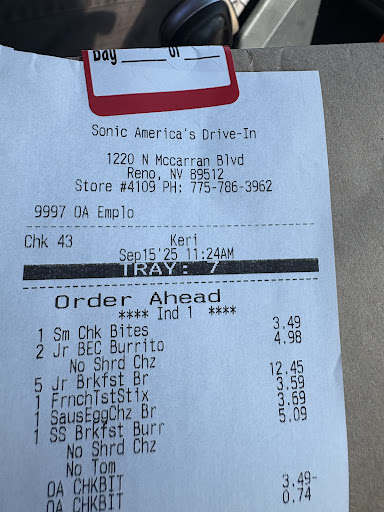 Day ____ of ____
Sonic America's Drive-In
1220 N Mccarran Blvd
Reno, NV 89512
Store #4109 PH: 775-786-3962
9997 OA Emplo
Chk 43 Keri
Sep15'25 11:24AM
TRAY: 7
Order Ahead
**** Ind 1 ****
1 Sm Chk Bites 3.49
2 Jr BEC Burrito 4.98
No Shrd Chz
5 Jr Brkfst Br 12.45
1 FrnchTstStix 3.59
1 SausEggChz Br 3.69
1 SS Brkfst Burr 5.09
No Shrd Chz
No Tom
OA CHKBIT 3.49-
OA CHKBIT 0.74